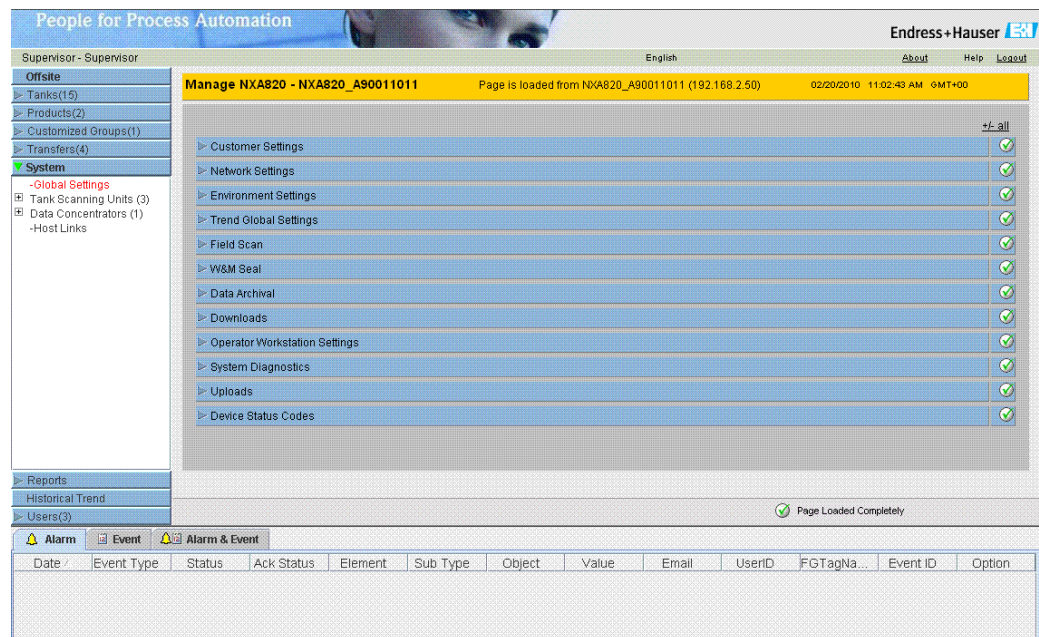 People for Process Automation
Endress+Hauser EH
Supervisor - Supervisor English About Help Logout
Offsite
Tanks(15)
Products(2)
Customized Groups(1)
Transfers(4)
System
-Global Settings
Tank Scanning Units (3)
Data Concentrators (1)
-Host Links
Manage NXA820 - NXA820_A90011011 Page is loaded from NXA820_A90011011 (192.168.2.50) 02/20/2010 11:02:43 AM GMT+00
+/- all
Customer Settings
Network Settings
Environment Settings
Trend Global Settings
Field Scan
W&M Seal
Data Archival
Downloads
Operator Workstation Settings
System Diagnostics
Uploads
Device Status Codes
Reports
Historical Trend
Users(3)
Page Loaded Completely
Alarm Event Alarm & Event
Date Event Type Status Ack Status Element Sub Type Object Value Email UserID FGTagNa... Event ID Option